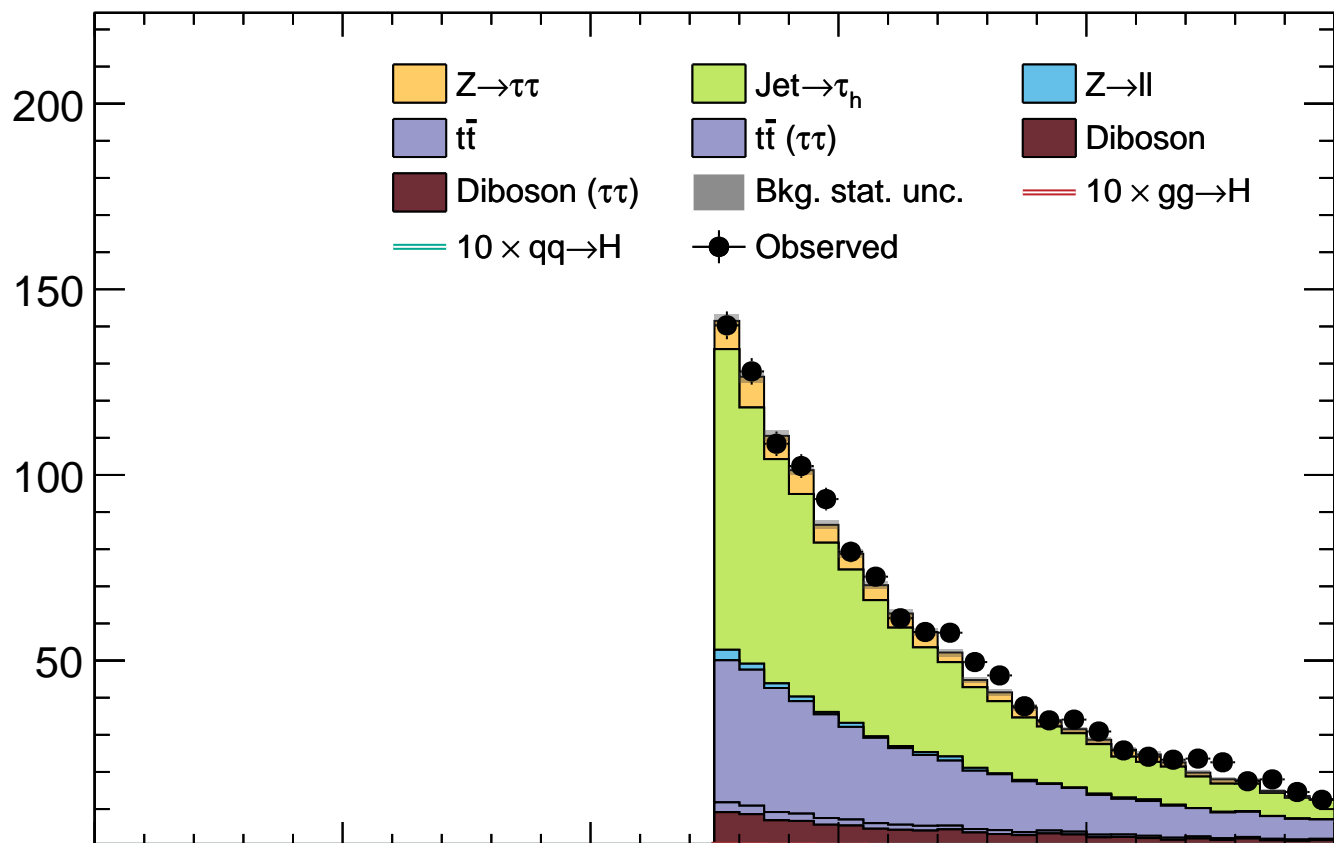 200
150
100
50
Z→ττ Jet→τh Z→ll
tt̄ tt̄ (ττ) Diboson
Diboson (ττ) Bkg. stat. unc. 10 × gg→H
10 × qq→H Observed